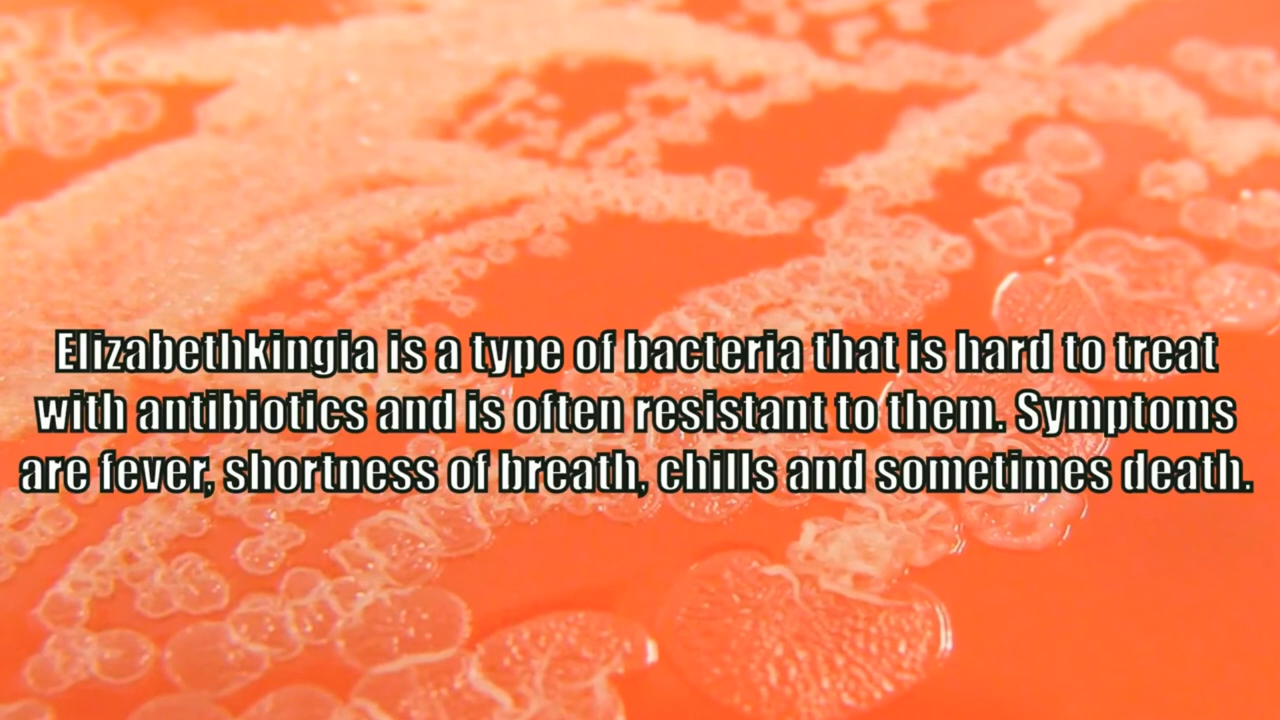 Elizabethkingia is a type of bacteria that is hard to treat
with antibiotics and is often resistant to them. Symptoms
are fever, shortness of breath, chills and sometimes death.